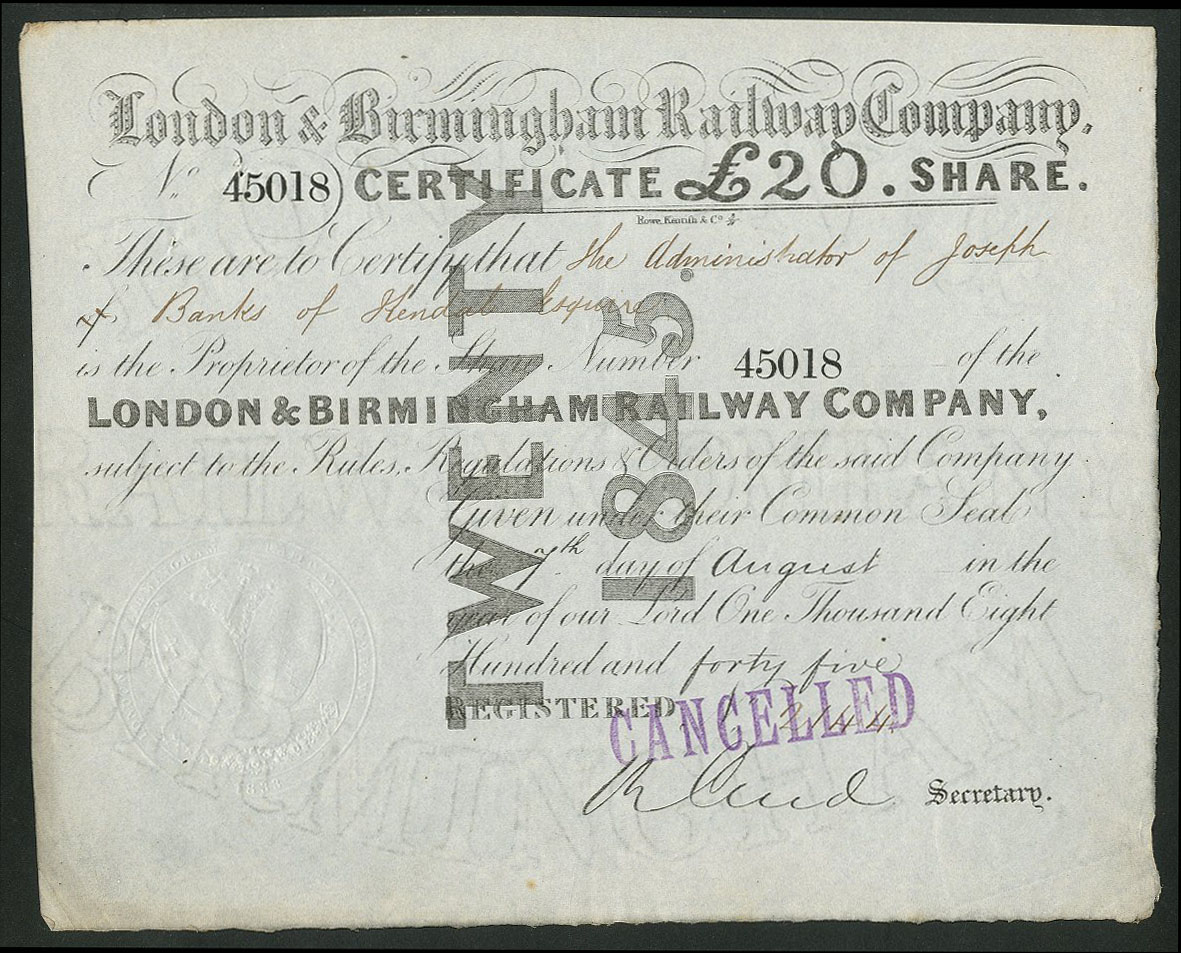 London & Birmingham Railway Company.
No. 45018 CERTIFICATE £20. SHARE.
Rowe, Kentish & Co.
These are to Certify that the Administrator of Joseph
Banks of Kendal Esquire
is the Proprietor of the Share Number 45018 of the
LONDON & BIRMINGHAM RAILWAY COMPANY,
subject to the Rules, Regulations & Orders of the said Company
Given under their Common Seal
the 7th day of August in the
year of our Lord One Thousand Eight
Hundred and forty five
REGISTERED
CANCELLED
Secretary.
TWENTY
1845.